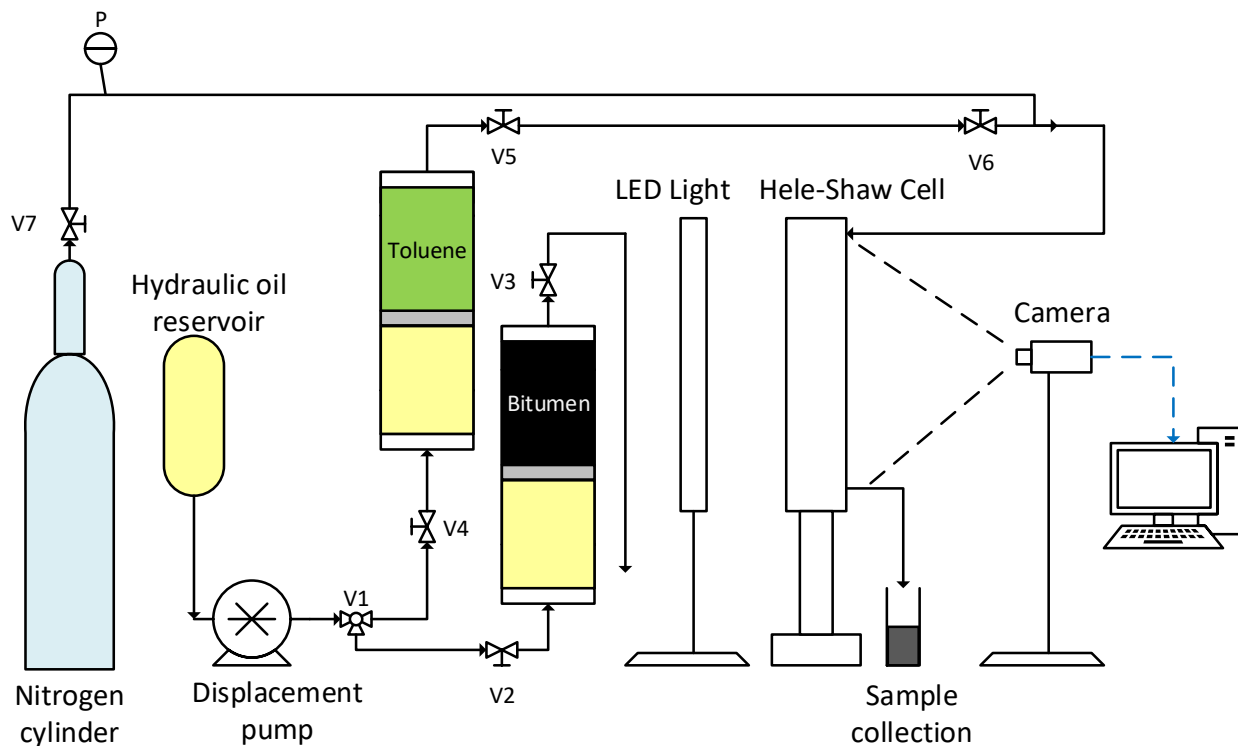 P
V5
V6
LED Light
Hele-Shaw Cell
V7
Toluene
V3
Hydraulic oil
reservoir
Camera
Bitumen
V4
V1
V2
Nitrogen
cylinder
Displacement
pump
Sample
collection